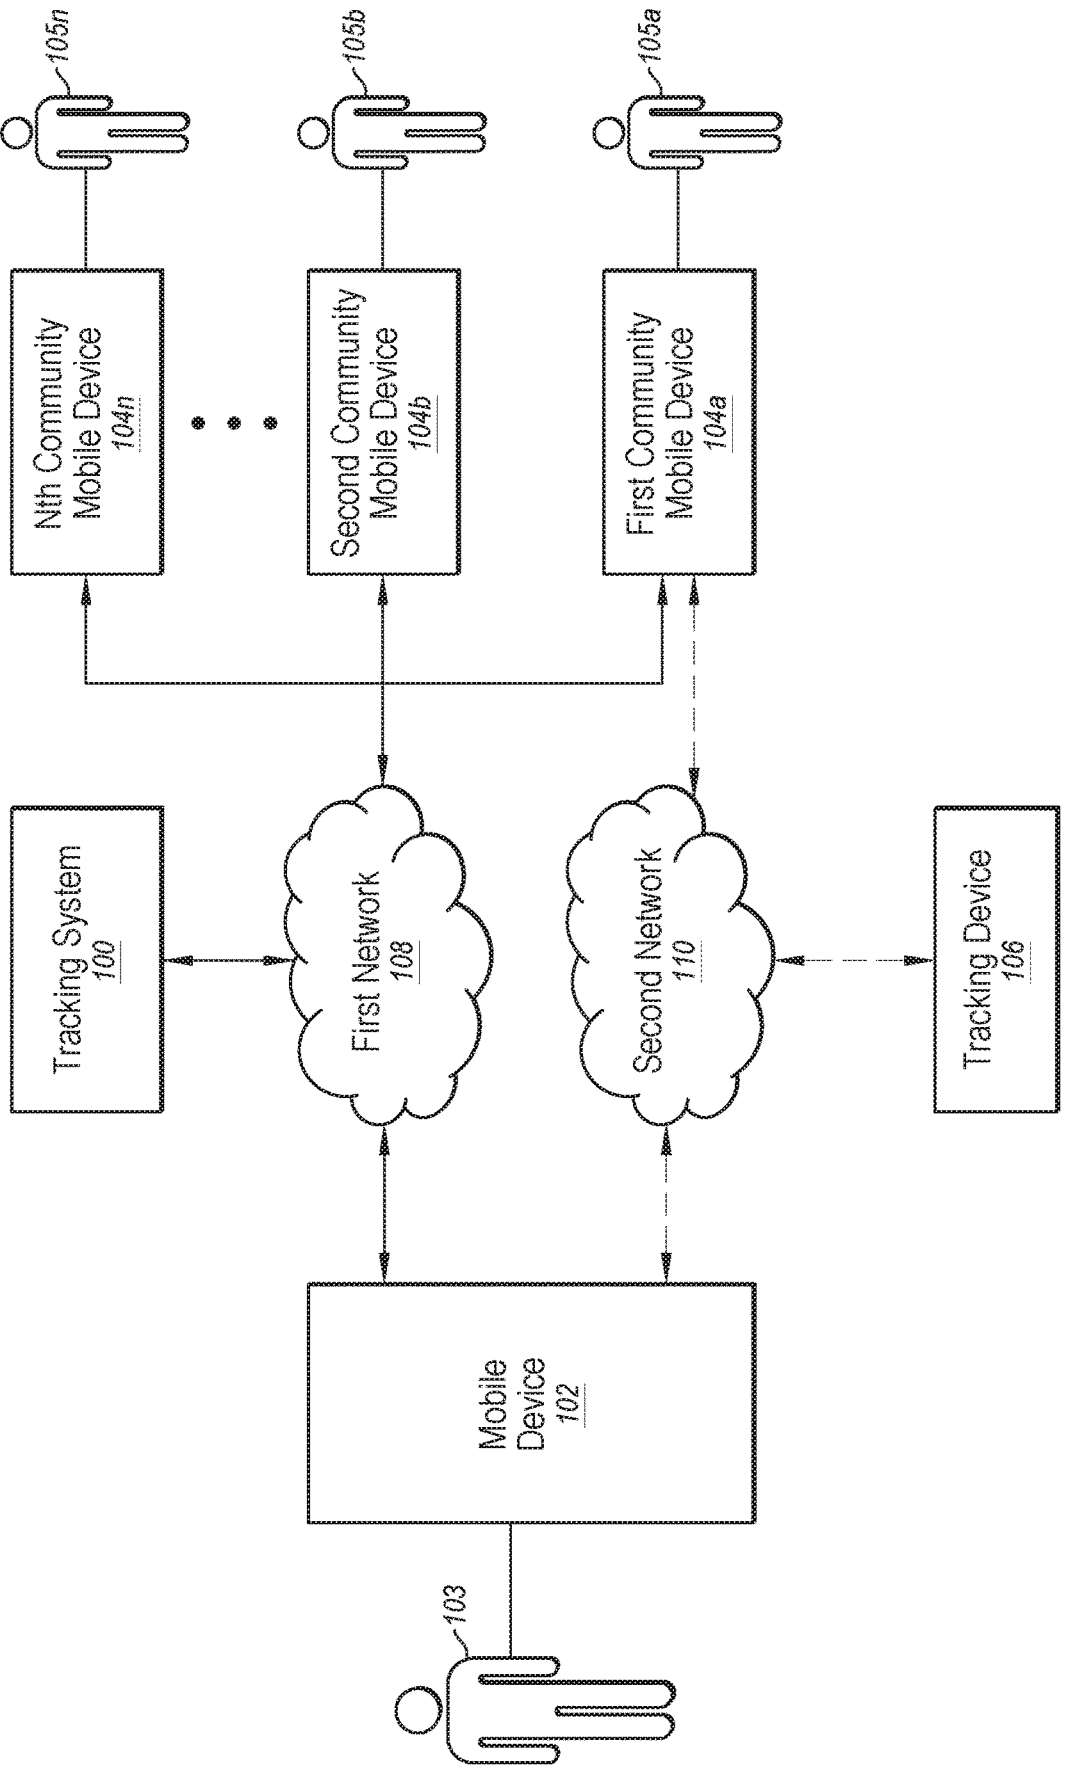 Tracking System
100
Nth Community
Mobile Device
104n
105n
First Network
108
Second Community
Mobile Device
104b
105b
103
Mobile
Device
102
Second Network
110
First Community
Mobile Device
104a
105a
Tracking Device
106